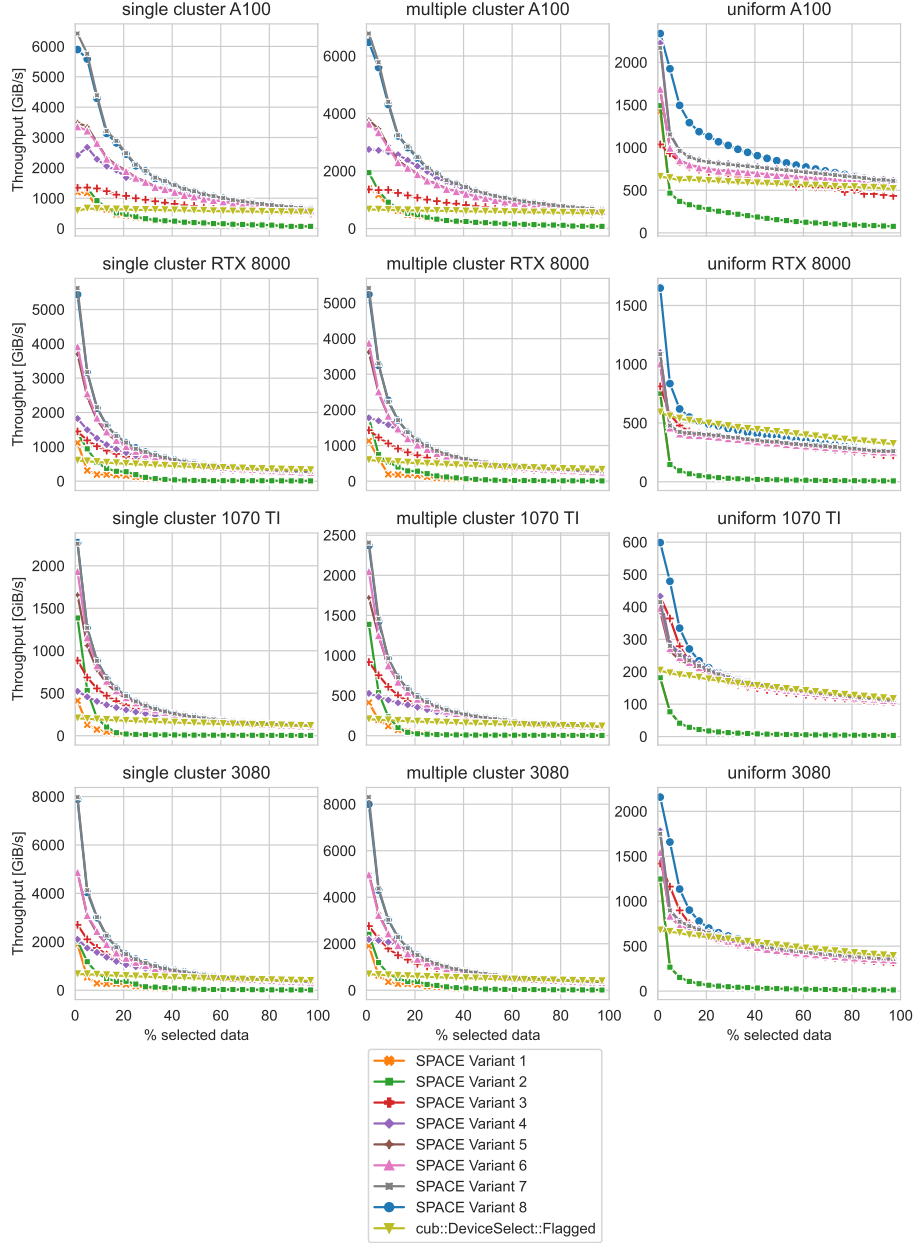 single cluster A100
multiple cluster A100
uniform A100
Throughput [GiB/s]
6000
5000
4000
3000
2000
1000
0
6000
4000
2000
0
2000
1500
1000
500
0
single cluster RTX 8000
multiple cluster RTX 8000
uniform RTX 8000
Throughput [GiB/s]
5000
4000
3000
2000
1000
0
5000
4000
3000
2000
1000
0
1500
1000
500
0
single cluster 1070 TI
multiple cluster 1070 TI
uniform 1070 TI
Throughput [GiB/s]
2000
1500
1000
500
0
2500
2000
1500
1000
500
0
600
500
400
300
200
100
0
single cluster 3080
multiple cluster 3080
uniform 3080
Throughput [GiB/s]
8000
6000
4000
2000
0
8000
6000
4000
2000
0
2000
1500
1000
500
0
0 20 40 60 80 100
0 20 40 60 80 100
0 20 40 60 80 100
% selected data
% selected data
% selected data
SPACE Variant 1
SPACE Variant 2
SPACE Variant 3
SPACE Variant 4
SPACE Variant 5
SPACE Variant 6
SPACE Variant 7
SPACE Variant 8
cub::DeviceSelect::Flagged